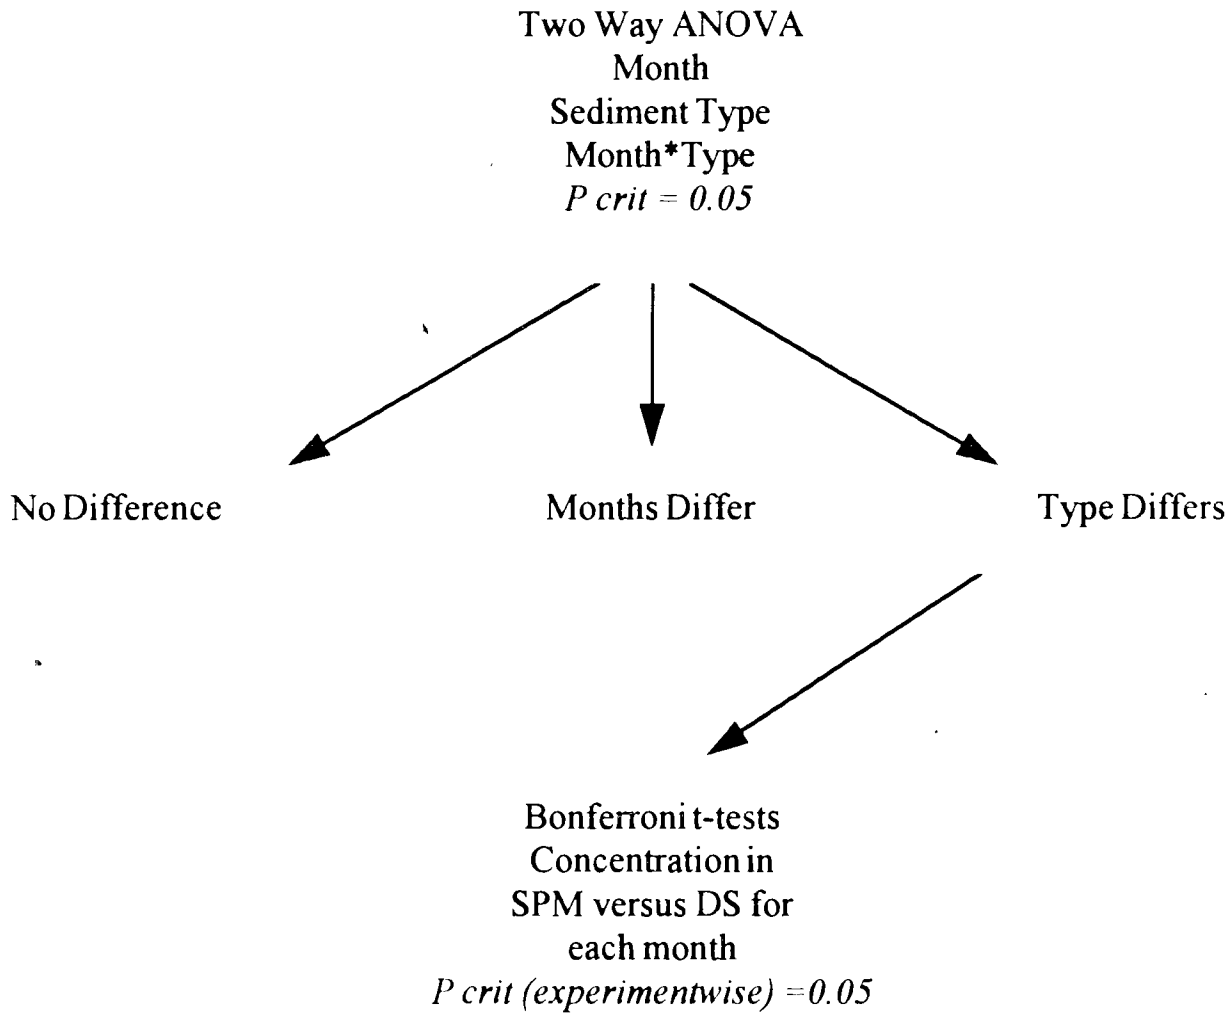 Two Way ANOVA
Month
Sediment Type
Month*Type
P crit = 0.05
No Difference
Months Differ
Type Differs
Bonferroni t-tests
Concentration in
SPM versus DS for
each month
P crit (experimentwise) =0.05